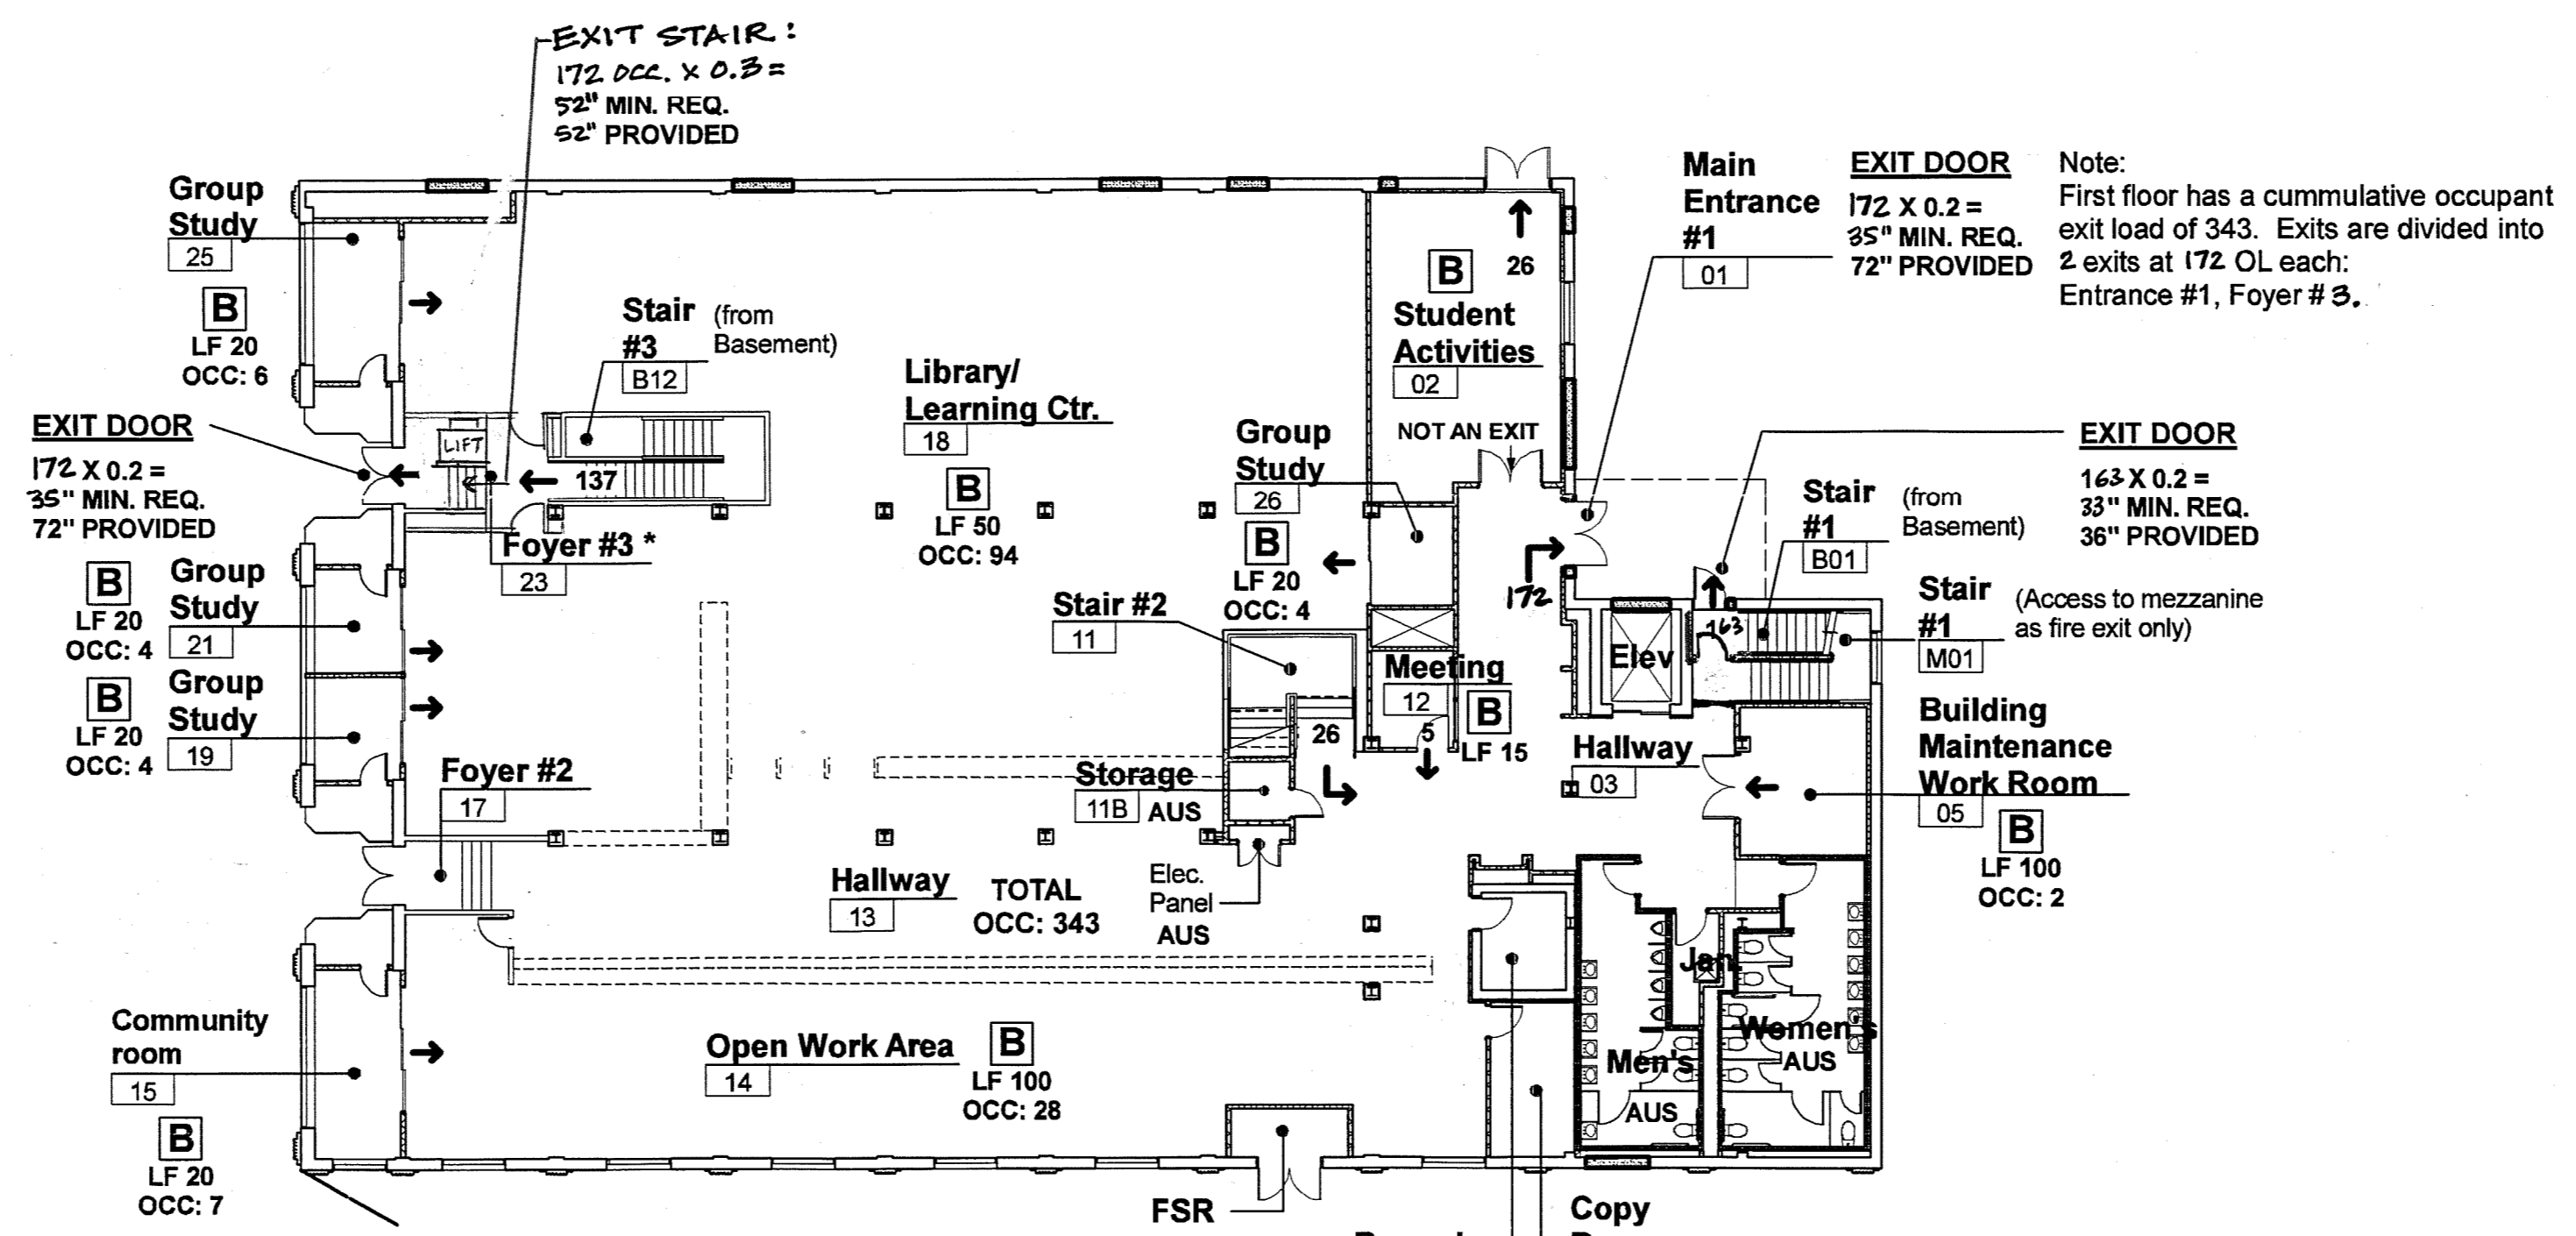 EXIT STAIR:
172 OCC. X 0.3 =
52" MIN. REQ.
52" PROVIDED
Group
Study
25
B
LF 20
OCC: 6
EXIT DOOR
172 X 0.2 =
35" MIN. REQ.
72" PROVIDED
LIFT
Stair
#3
(from
Basement)
B12
137
Foyer #3 *
23
Library/
Learning Ctr.
18
B
LF 50
OCC: 94
B
LF 20
OCC: 4
Group
Study
21
B
LF 20
OCC: 4
Group
Study
19
Foyer #2
17
Community
room
15
B
LF 20
OCC: 7
Hallway
13
TOTAL
OCC: 343
Open Work Area
14
B
LF 100
OCC: 28
Stair #2
11
26
Storage
11B
AUS
Elec.
Panel
AUS
FSR
Group
Study
26
B
LF 20
OCC: 4
Meeting
12
5
B
LF 15
B
26
Student
Activities
02
NOT AN EXIT
Main
Entrance
#1
01
EXIT DOOR
172 X 0.2 =
35" MIN. REQ.
72" PROVIDED
Note:
First floor has a cummulative occupant
exit load of 343. Exits are divided into
2 exits at 172 OL each:
Entrance #1, Foyer # 3.
172
EXIT DOOR
163 X 0.2 =
33" MIN. REQ.
36" PROVIDED
Stair
#1
(from
Basement)
B01
163
Elev
Stair
#1
(Access to mezzanine
as fire exit only)
M01
Hallway
03
Building
Maintenance
Work Room
05
B
LF 100
OCC: 2
Jan.
Men's
AUS
Women's
AUS
Copy